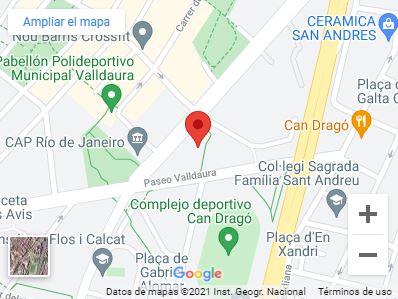 Ampliar el mapa
CERAMICA
SAN ANDRES
Nou Barris Crossfit
Carrer de
Pabellón Polideportivo
Municipal Valldaura
Plaça de
Galta C
Can Dragó
CAP Río de Janeiro
Col·legi Sagrada
Família Sant Andreu
Paseo Valldaura
ceta
s Avis
Complejo deportivo
Can Dragó
Flos i Calcat
Plaça d'En
Xandri
Plaça de
Gabri
Alomar
Google
Datos de mapas ©2021 Inst. Geogr. Nacional
Términos de uso